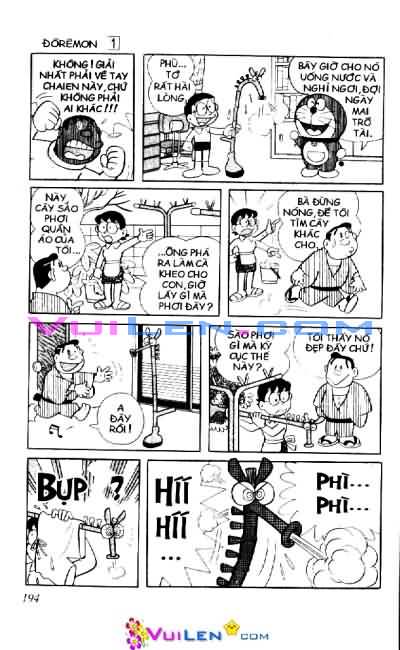 ĐÔRÊMON 1
KHÔNG! GIẢI
NHẤT PHẢI VỀ TAY
CHAIEN NÀY, CHỨ
KHÔNG PHẢI
AI KHÁC!!!
PHÙ...
TỚ
RẤT HÀI
LÒNG.
BÂY GIỜ CHO NÓ
UỐNG NƯỚC VÀ
NGHỈ NGƠI, ĐỢI
NGÀY
MAI
TRỔ
TÀI.
NÀY,
CÂY SÀO
PHƠI
QUẦN
ÁO CỦA
TÔI...
...ÔNG PHÁ
RA LÀM CÀ
KHEO CHO
CON, GIỜ
LẤY GÌ MÀ
PHƠI ĐÂY?
BÀ ĐỪNG
NÓNG, ĐỂ TÔI
TÌM CÂY
KHÁC
CHO.
VUILEN.COM
A
ĐÂY
RỒI!
SÀO PHƠI
GÌ MÀ KỲ
CỤC THẾ
NÀY?
TÔI THẤY NÓ
ĐẸP ĐẤY CHỨ!
BỤP ?
HÍÍ
HÍÍ
...
PHÌ...
PHÌ...
194
VUILEN.COM